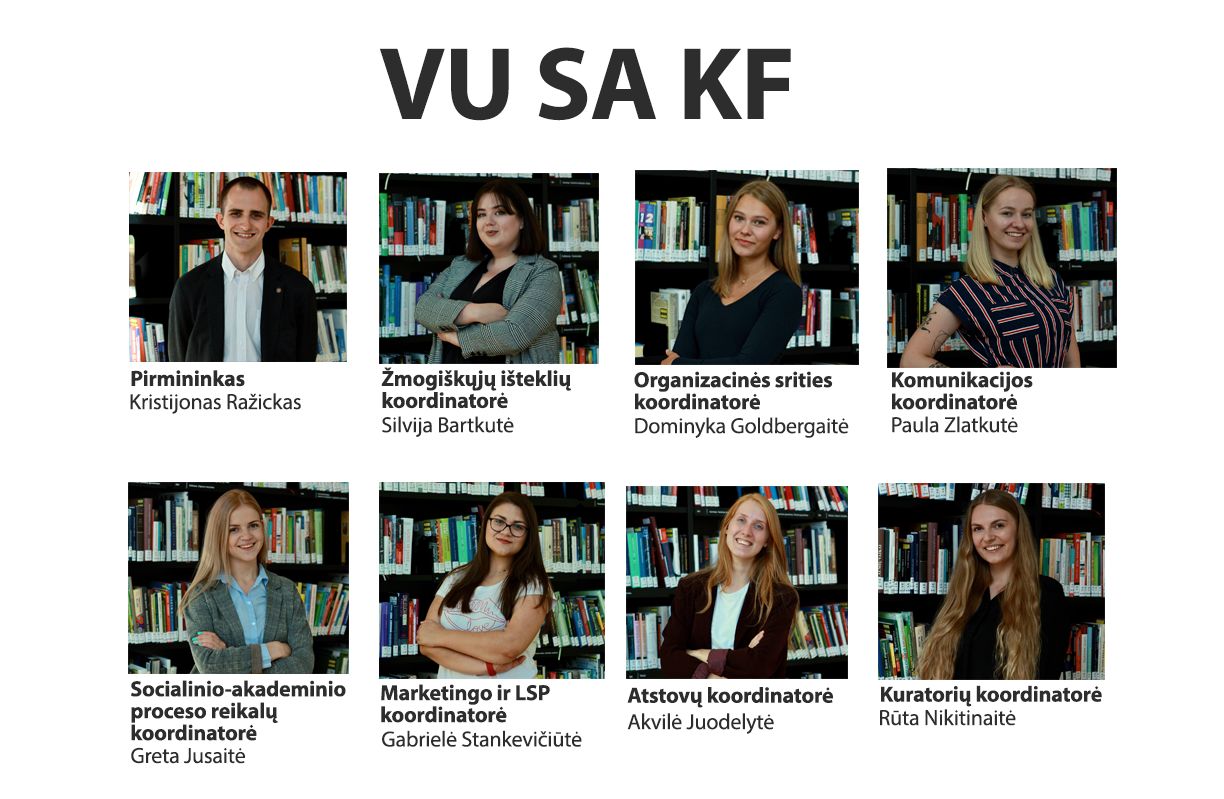 VU SA KF
Pirmininkas
Kristijonas Ražickas
Žmogiškųjų išteklių
koordinatorė
Silvija Bartkutė
Organizacinės srities
koordinatorė
Dominyka Goldbergaitė
Komunikacijos
koordinatorė
Paula Zlatkutė
Socialinio-akademinio
proceso reikalų
koordinatorė
Greta Jusaitė
Marketingo ir LSP
koordinatorė
Gabrielė Stankevičiūtė
Atstovų koordinatorė
Akvilė Juodelytė
Kuratorių koordinatorė
Rūta Nikitinaitė